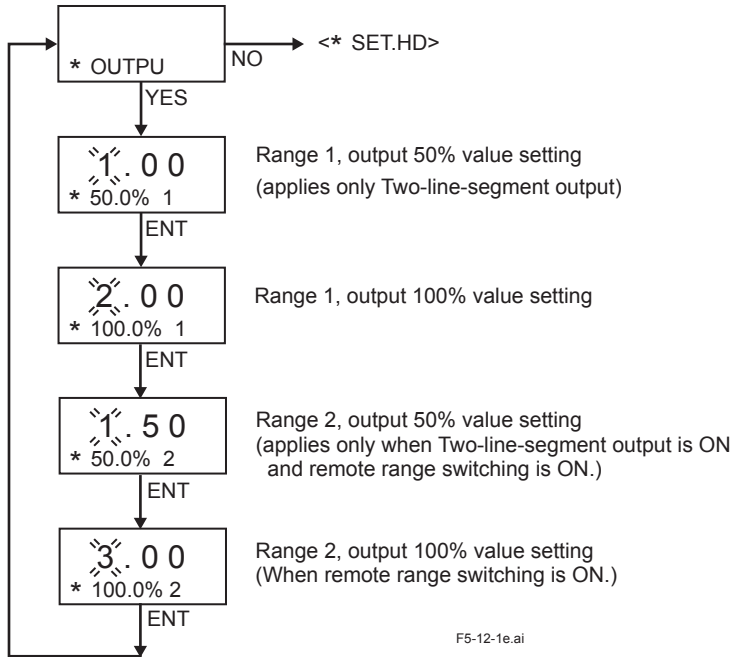 * OUTPU
NO
<* SET.HD>
YES
1.00
* 50.0% 1
Range 1, output 50% value setting
(applies only Two-line-segment output)
ENT
2.00
* 100.0% 1
Range 1, output 100% value setting
ENT
1.50
* 50.0% 2
Range 2, output 50% value setting
(applies only when Two-line-segment output is ON
and remote range switching is ON.)
ENT
3.00
* 100.0% 2
Range 2, output 100% value setting
(When remote range switching is ON.)
ENT
F5-12-1e.ai